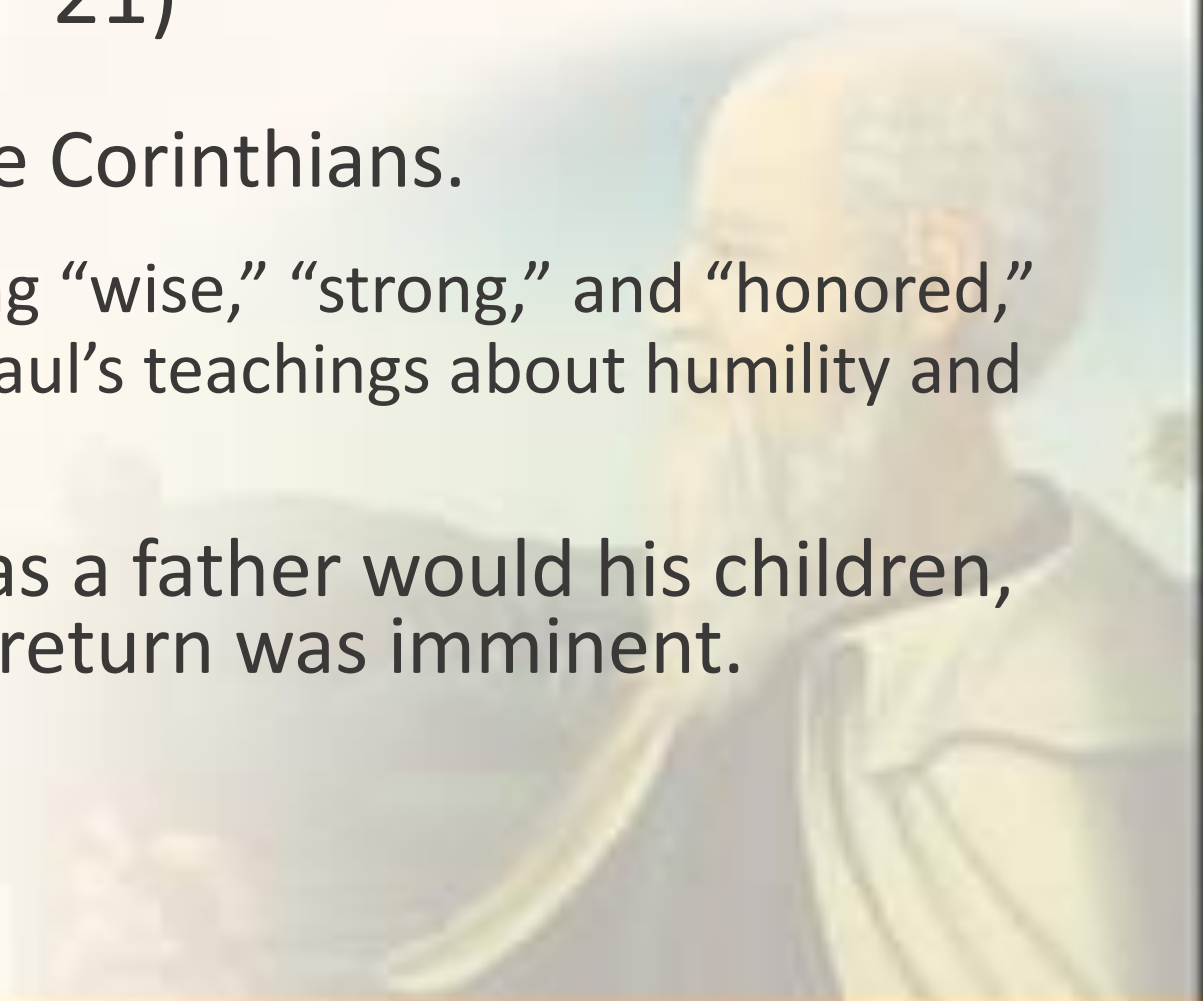 21)
e Corinthians.
ng “wise,” “strong,” and “honored,”
aul’s teachings about humility and
as a father would his children,
return was imminent.